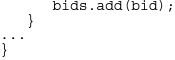 bids.add(bid);
}
...
}